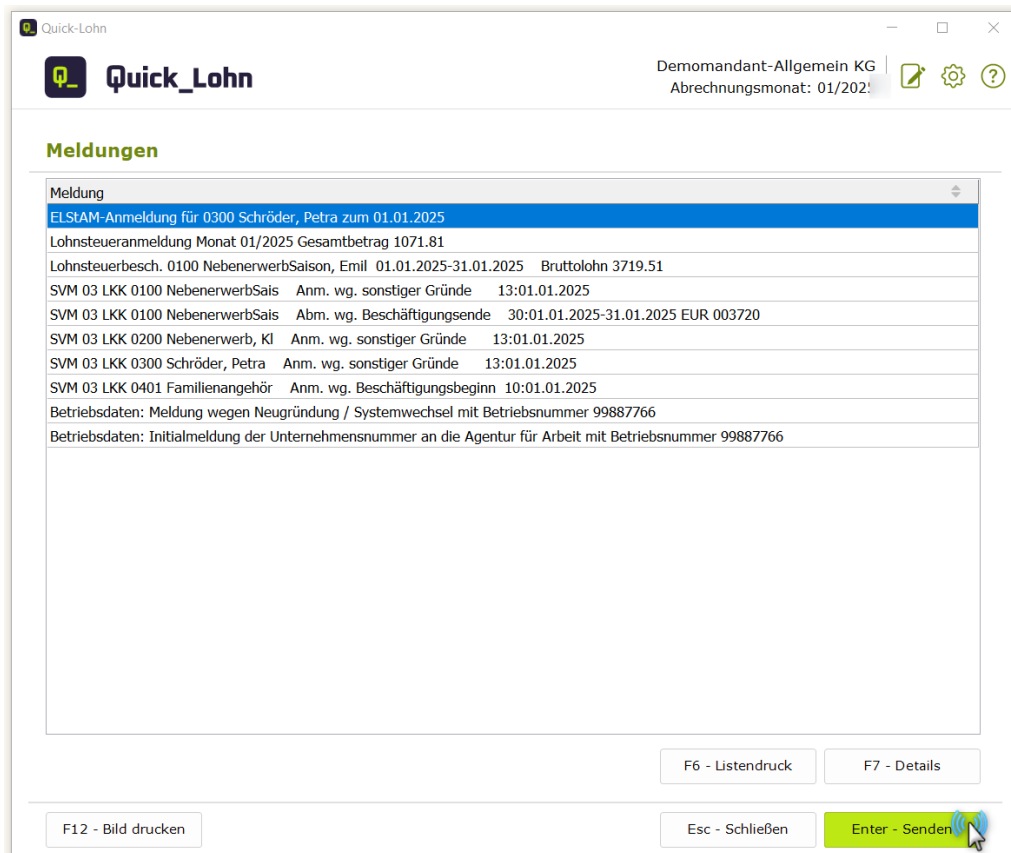 Quick-Lohn
Q_ Quick_Lohn
Demomandant-Allgemein KG
Abrechnungsmonat: 01/202
Meldungen
Meldung
ELStAM-Anmeldung für 0300 Schröder, Petra zum 01.01.2025
Lohnsteueranmeldung Monat 01/2025 Gesamtbetrag 1071.81
Lohnsteuerbesch. 0100 NebenerwerbSaison, Emil 01.01.2025-31.01.2025 Bruttolohn 3719.51
SVM 03 LKK 0100 NebenerwerbSais Anm. wg. sonstiger Gründe 13:01.01.2025
SVM 03 LKK 0100 NebenerwerbSais Abm. wg. Beschäftigungsende 30:01.01.2025-31.01.2025 EUR 003720
SVM 03 LKK 0200 Nebenerwerb, Kl Anm. wg. sonstiger Gründe 13:01.01.2025
SVM 03 LKK 0300 Schröder, Petra Anm. wg. sonstiger Gründe 13:01.01.2025
SVM 03 LKK 0401 Familienangehör Anm. wg. Beschäftigungsbeginn 10:01.01.2025
Betriebsdaten: Meldung wegen Neugründung / Systemwechsel mit Betriebsnummer 99887766
Betriebsdaten: Initialmeldung der Unternehmensnummer an die Agentur für Arbeit mit Betriebsnummer 99887766
F6 - Listendruck
F7 - Details
F12 - Bild drucken
Esc - Schließen
Enter - Senden